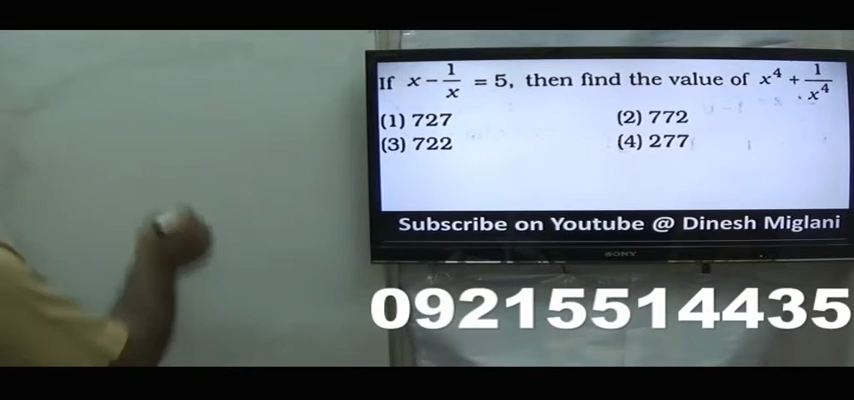 If x − 1/x = 5, then find the value of x⁴ + 1/x⁴
(1) 727 (2) 772
(3) 722 (4) 277
Subscribe on Youtube @ Dinesh Miglani
SONY
09215514435